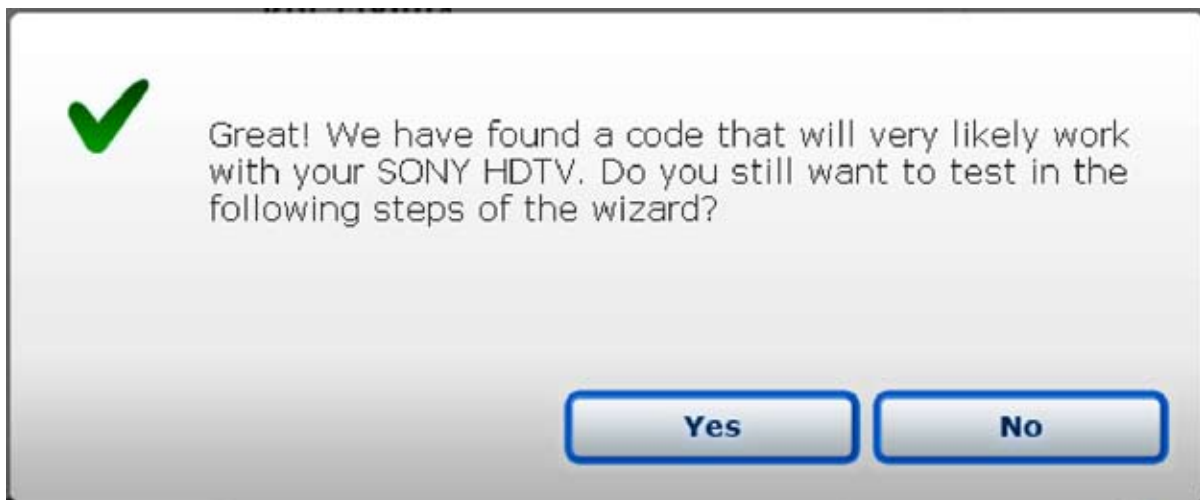 Great! We have found a code that will very likely work
with your SONY HDTV. Do you still want to test in the
following steps of the wizard?
Yes No